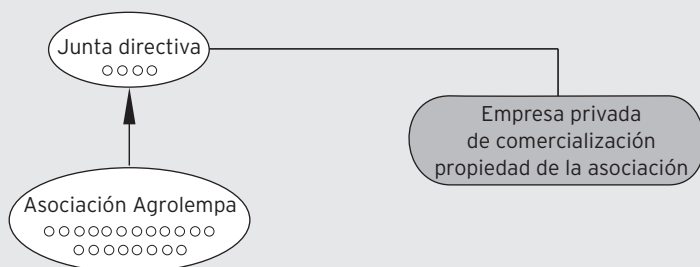 Junta directiva
Empresa privada
de comercialización
propiedad de la asociación
Asociación Agrolempa